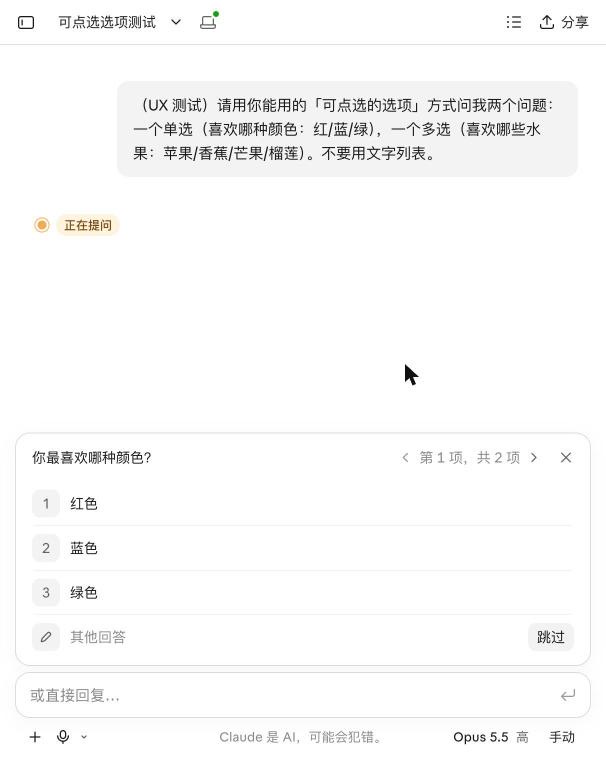 可点选选项测试
分享
（UX 测试）请用你能用的「可点选的选项」方式问我两个问题：
一个单选（喜欢哪种颜色：红/蓝/绿），一个多选（喜欢哪些水
果：苹果/香蕉/芒果/榴莲）。不要用文字列表。
正在提问
你最喜欢哪种颜色?
第 1 项，共 2 项
1 红色
2 蓝色
3 绿色
其他回答
跳过
或直接回复...
Claude 是 AI，可能会犯错。
Opus 5.5 高
手动